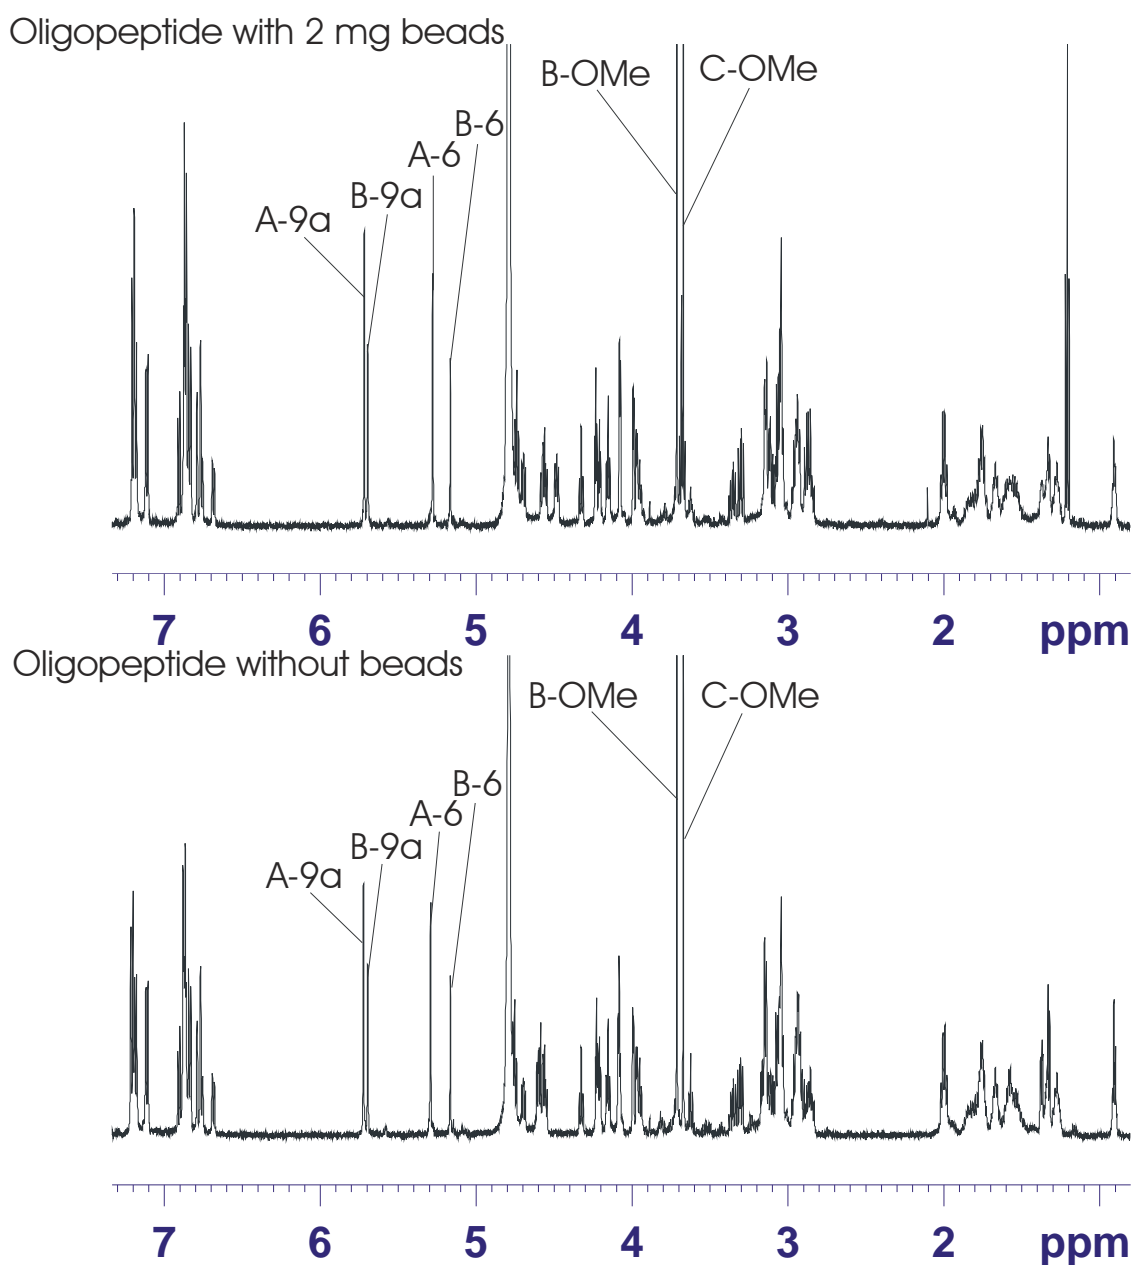 Oligopeptide with 2 mg beads
B-OMe C-OMe
B-6
A-6
B-9a
A-9a
7 6 5 4 3 2 ppm
Oligopeptide without beads
B-OMe C-OMe
B-6
A-6
B-9a
A-9a
7 6 5 4 3 2 ppm